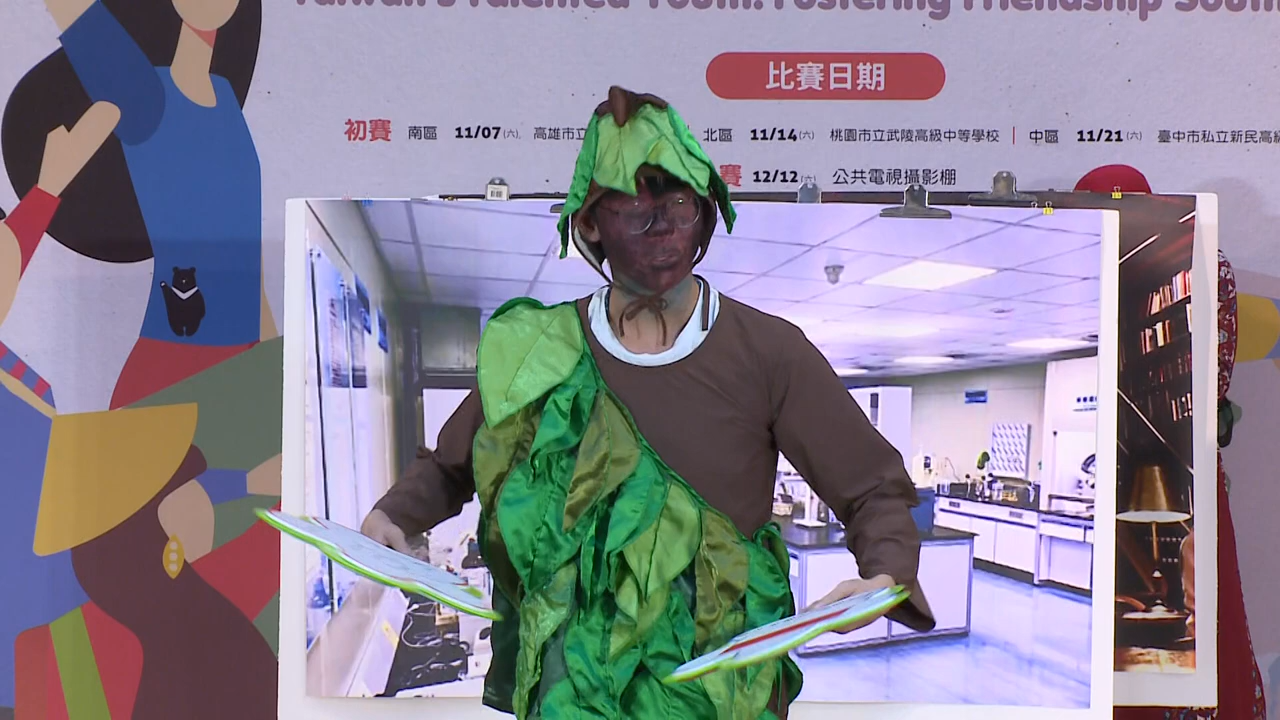 Taiwan's Talented Youth: Fostering Friendship South
比賽日期
初賽 南區 11/07(六), 高雄市立 北區 11/14(六) 桃園市立武陵高級中等學校 | 中區 11/21(六) 臺中市私立新民高級
賽 12/12(六) 公共電視攝影棚